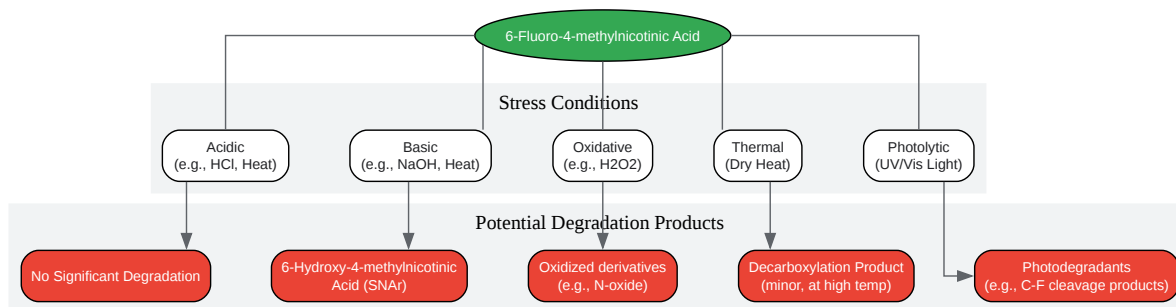 6-Fluoro-4-methylnicotinic Acid
Stress Conditions
Acidic
(e.g., HCl, Heat)
Basic
(e.g., NaOH, Heat)
Oxidative
(e.g., H2O2)
Thermal
(Dry Heat)
Photolytic
(UV/Vis Light)
Potential Degradation Products
No Significant Degradation
6-Hydroxy-4-methylnicotinic
Acid (SNAr)
Oxidized derivatives
(e.g., N-oxide)
Decarboxylation Product
(minor, at high temp)
Photodegradants
(e.g., C-F cleavage products)